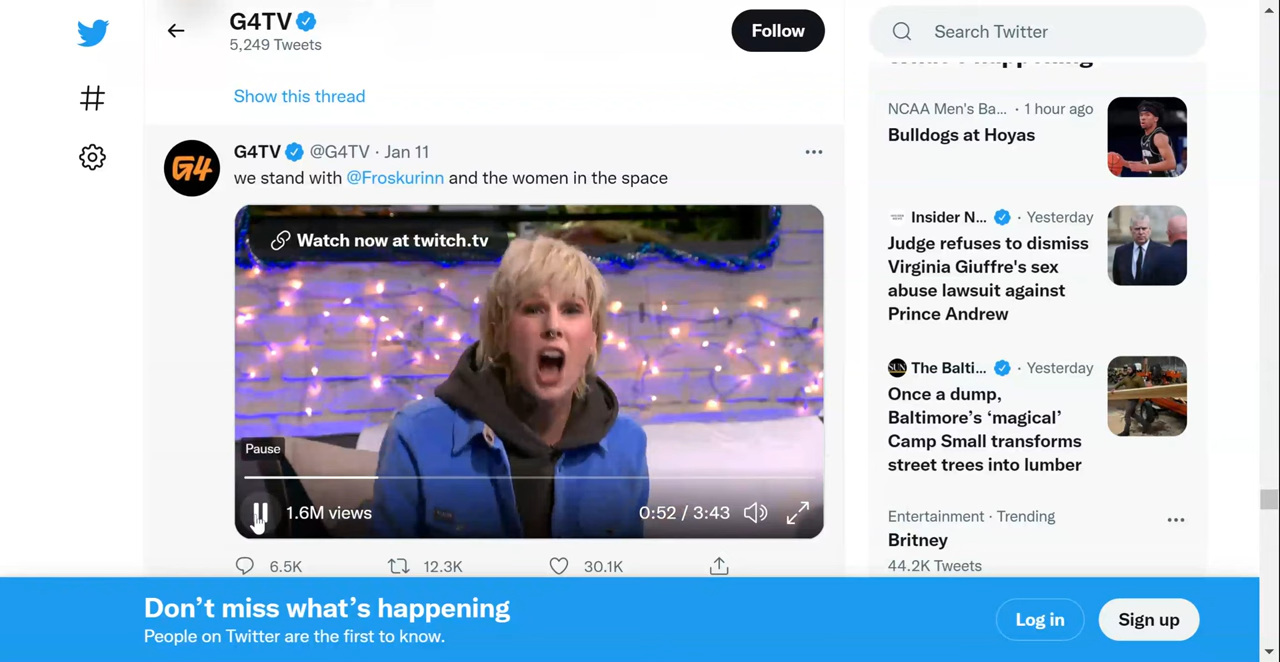 G4TV
5,249 Tweets
Follow
Search Twitter
Show this thread
G4TV @G4TV · Jan 11
we stand with @Froskurinn and the women in the space
G4
Watch now at twitch.tv
Pause
1.6M views
0:52 / 3:43
6.5K
12.3K
30.1K
What's happening
NCAA Men's Ba... · 1 hour ago
Bulldogs at Hoyas
Insider N... · Yesterday
Judge refuses to dismiss
Virginia Giuffre's sex
abuse lawsuit against
Prince Andrew
SUN
The Balti... · Yesterday
Once a dump,
Baltimore’s ‘magical’
Camp Small transforms
street trees into lumber
Entertainment · Trending
Britney
44.2K Tweets
Don’t miss what’s happening
People on Twitter are the first to know.
Log in
Sign up